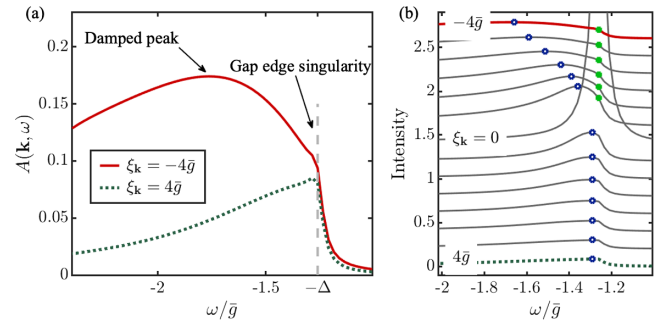 (a)
0.2
0.15
0.1
0.05
0
A(k, ω)
Damped peak
Gap edge singularity
ξk = −4ḡ
ξk = 4ḡ
-2
-1.5
−Δ
ω/ḡ
(b)
2.5
2
1.5
1
0.5
0
Intensity
−4ḡ
ξk = 0
4ḡ
-2
-1.8
-1.6
-1.4
-1.2
ω/ḡ